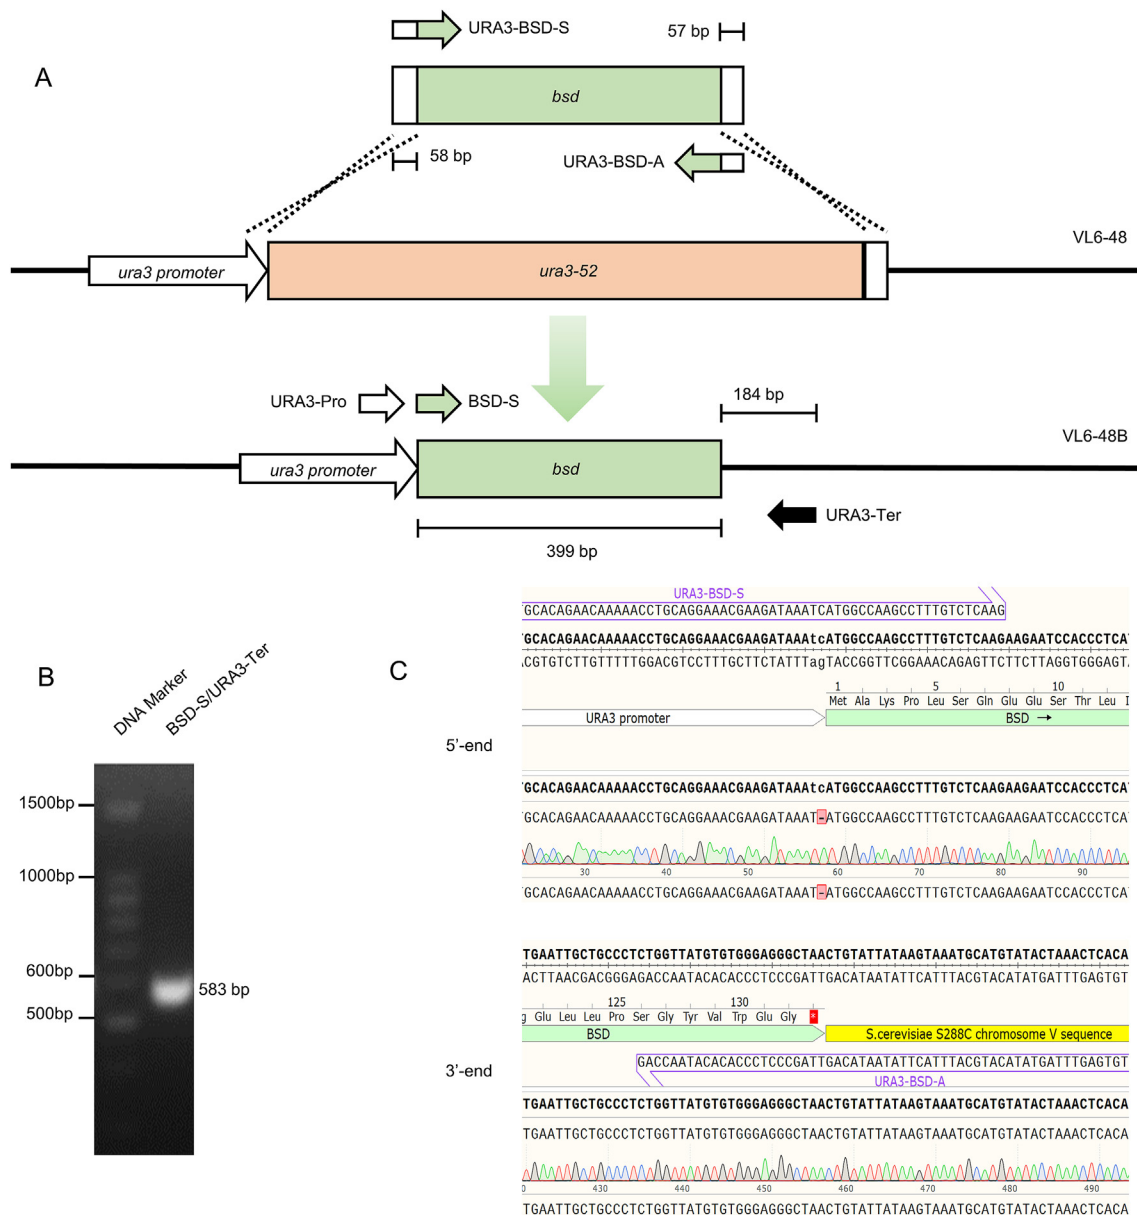 A
URA3-BSD-S
57 bp
bsd
58 bp
URA3-BSD-A
VL6-48
ura3 promoter
ura3-52
184 bp
URA3-Pro
BSD-S
VL6-48B
ura3 promoter
bsd
URA3-Ter
399 bp
B
DNA Marker
BSD-S/URA3-Ter
1500bp
1000bp
600bp
500bp
583 bp
C
URA3-BSD-S
GCACAGAACAAAAACCTGCAGGAAACGAAGATAAATCATGGCCAAGCCTTTGTCTCAAG
GCACAGAACAAAAACCTGCAGGAAACGAAGATAAAtcATGGCCAAGCCTTTGTCTCAAGAAGAATCCACCCTCA
ACGTGTCTTGTTTTTGGACGTCCTTTGCTTCTATTTagTACCGGTTCGGAAACAGAGTTCTTCTTAGGTGGGAGT
1 5 10
Met Ala Lys Pro Leu Ser Gln Glu Glu Ser Thr Leu I
URA3 promoter
BSD →
5'-end
GCACAGAACAAAAACCTGCAGGAAACGAAGATAAAtcATGGCCAAGCCTTTGTCTCAAGAAGAATCCACCCTCA
GCACAGAACAAAAACCTGCAGGAAACGAAGATAAAT-ATGGCCAAGCCTTTGTCTCAAGAAGAATCCACCCTCA
30 40 50 60 70 80 90
GCACAGAACAAAAACCTGCAGGAAACGAAGATAAAT-ATGGCCAAGCCTTTGTCTCAAGAAGAATCCACCCTCA
TGAATTGCTGCCCTCTGGTTATGTGTGGGAGGGCTAACTGTATTATAAGTAAATGCATGTATACTAAACTCACA
ACTTAACGACGGGAGACCAATACACACCCTCCCGATTGACATAATATTCATTTACGTACATATGATTTGAGTGT
125 130
g Glu Leu Leu Pro Ser Gly Tyr Val Trp Glu Gly *
BSD
S.cerevisiae S288C chromosome V sequence
GACCAATACACACCCTCCCGATTGACATAATATTCATTTACGTACATATGATTTGAGTGT
3'-end
URA3-BSD-A
TGAATTGCTGCCCTCTGGTTATGTGTGGGAGGGCTAACTGTATTATAAGTAAATGCATGTATACTAAACTCACA
TGAATTGCTGCCCTCTGGTTATGTGTGGGAGGGCTAACTGTATTATAAGTAAATGCATGTATACTAAACTCACA
430 440 450 460 470 480 490
TGAATTGCTGCCCTCTGGTTATGTGTGGGAGGGCTAACTGTATTATAAGTAAATGCATGTATACTAAACTCACA